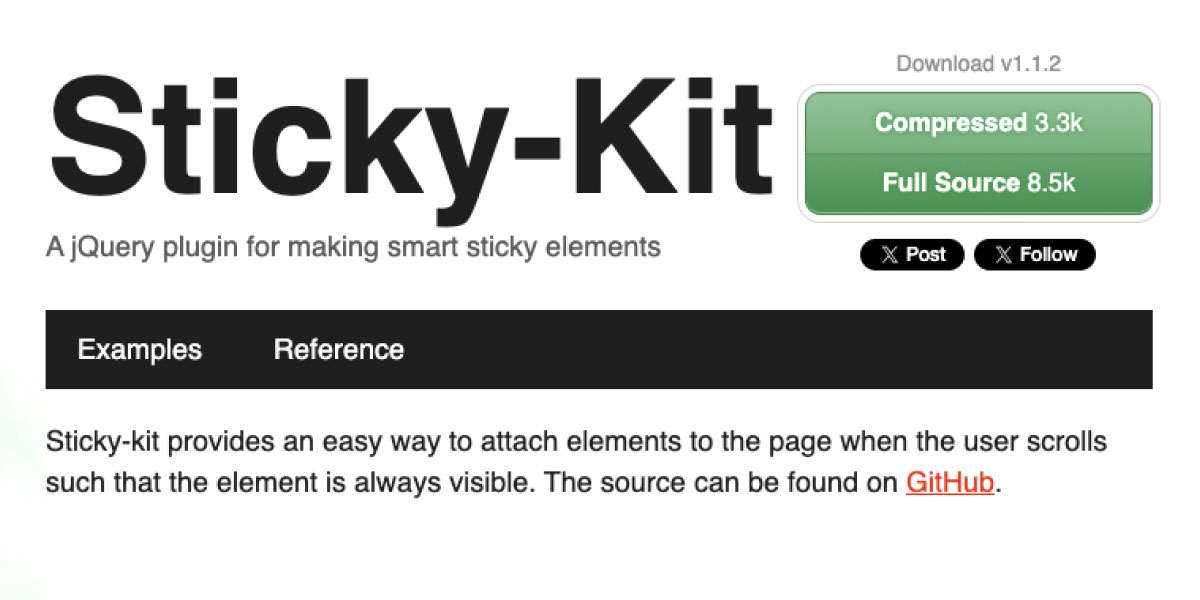 Sticky-Kit
A jQuery plugin for making smart sticky elements
Download v1.1.2
Compressed 3.3k
Full Source 8.5k
𝕏 Post
𝕏 Follow
Examples
Reference
Sticky-kit provides an easy way to attach elements to the page when the user scrolls
such that the element is always visible. The source can be found on GitHub.